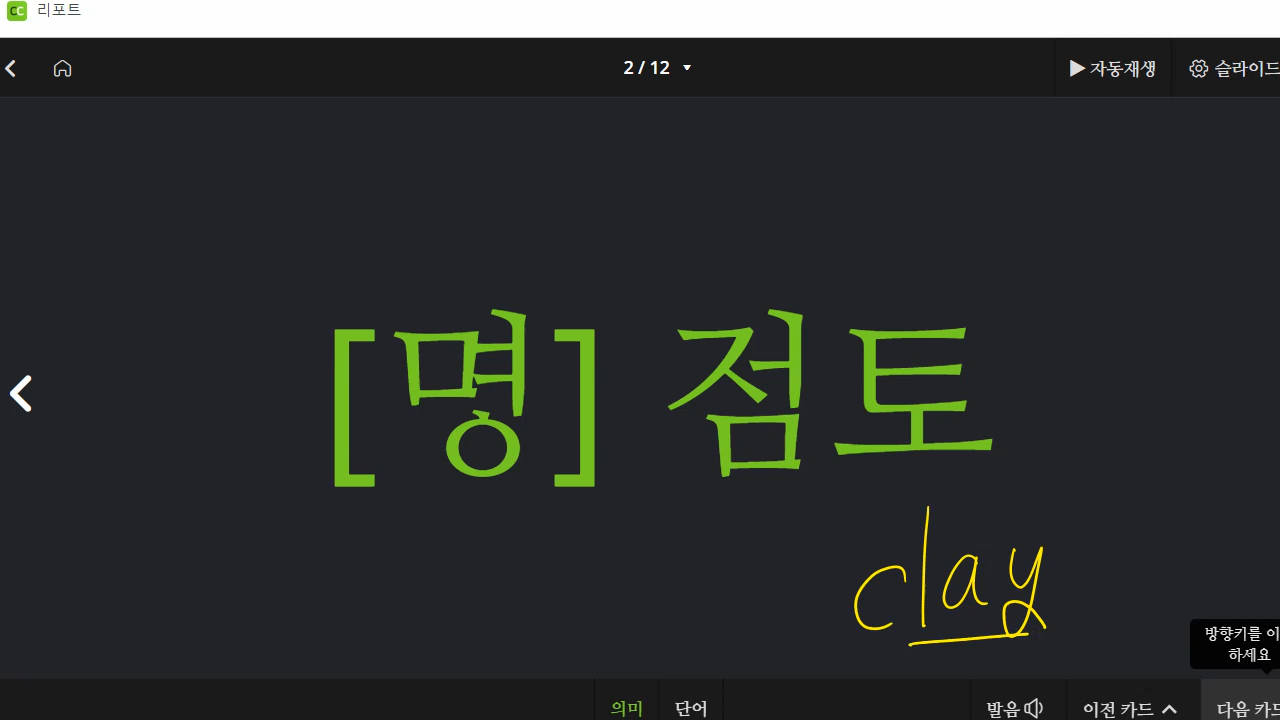 CC 리포트
2 / 12
자동재생
슬라이드
[명] 점토
clay
방향키를 이
하세요
의미
단어
발음
이전 카드
다음 카드